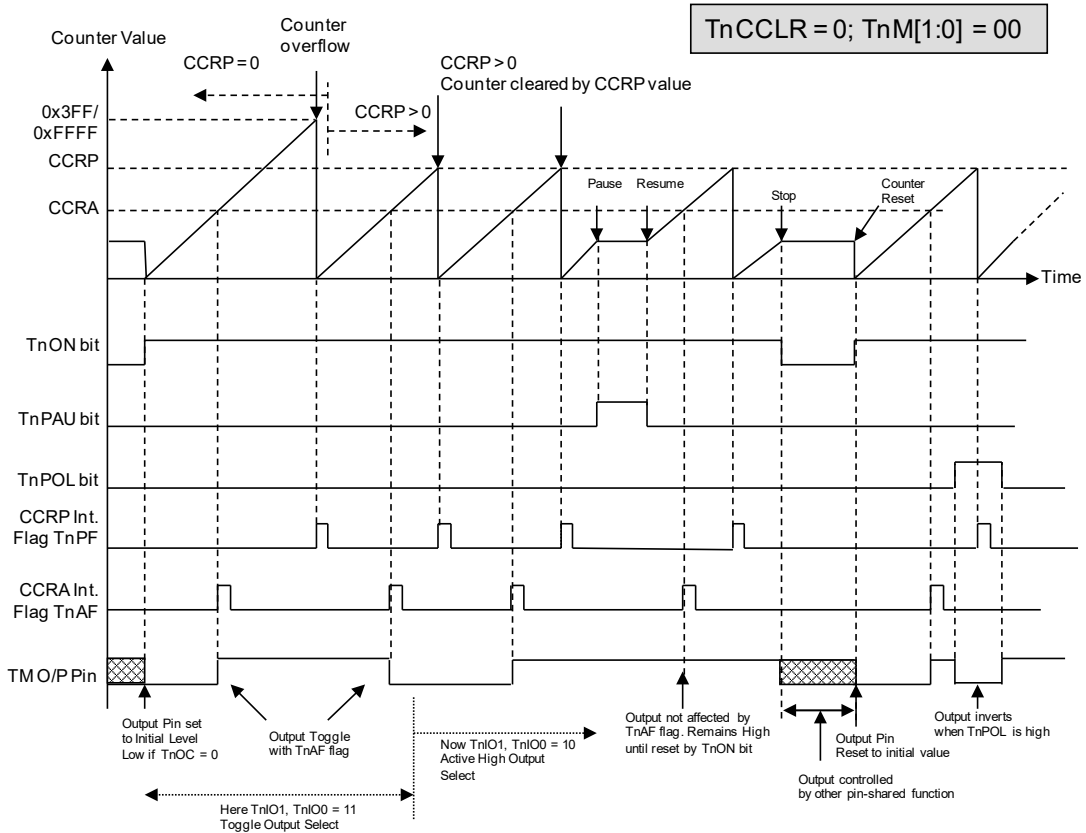 TnCCLR = 0; TnM[1:0] = 00
Counter Value
Counter
overflow
CCRP = 0
CCRP > 0
CCRP > 0
Counter cleared by CCRP value
0x3FF/
0xFFFF
CCRP
CCRA
Pause
Resume
Stop
Counter
Reset
Time
TnON bit
TnPAU bit
TnPOL bit
CCRP Int.
Flag TnPF
CCRA Int.
Flag TnAF
TM O/P Pin
Output Pin set
to Initial Level
Low if TnOC = 0
Output Toggle
with TnAF flag
Now TnIO1, TnIO0 = 10
Active High Output
Select
Output not affected by
TnAF flag. Remains High
until reset by TnON bit
Output Pin
Reset to initial value
Output inverts
when TnPOL is high
Output controlled
by other pin-shared function
Here TnIO1, TnIO0 = 11
Toggle Output Select